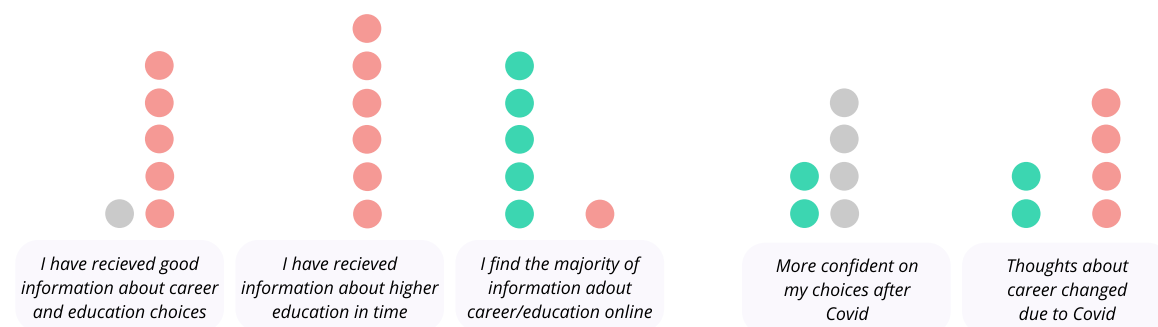 I have recieved good
information about career
and education choices
I have recieved
information about higher
education in time
I find the majority of
information adout
career/education online
More confident on
my choices after
Covid
Thoughts about
career changed
due to Covid